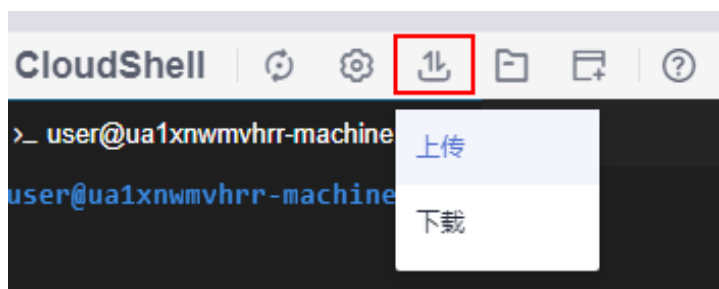 CloudShell
>_ user@ua1xnwmvhrr-machine
上传
user@ua1xnwmvhrr-machine
下载